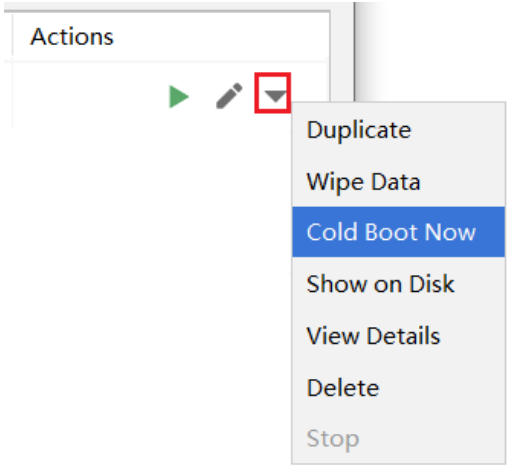 Actions
Duplicate
Wipe Data
Cold Boot Now
Show on Disk
View Details
Delete
Stop